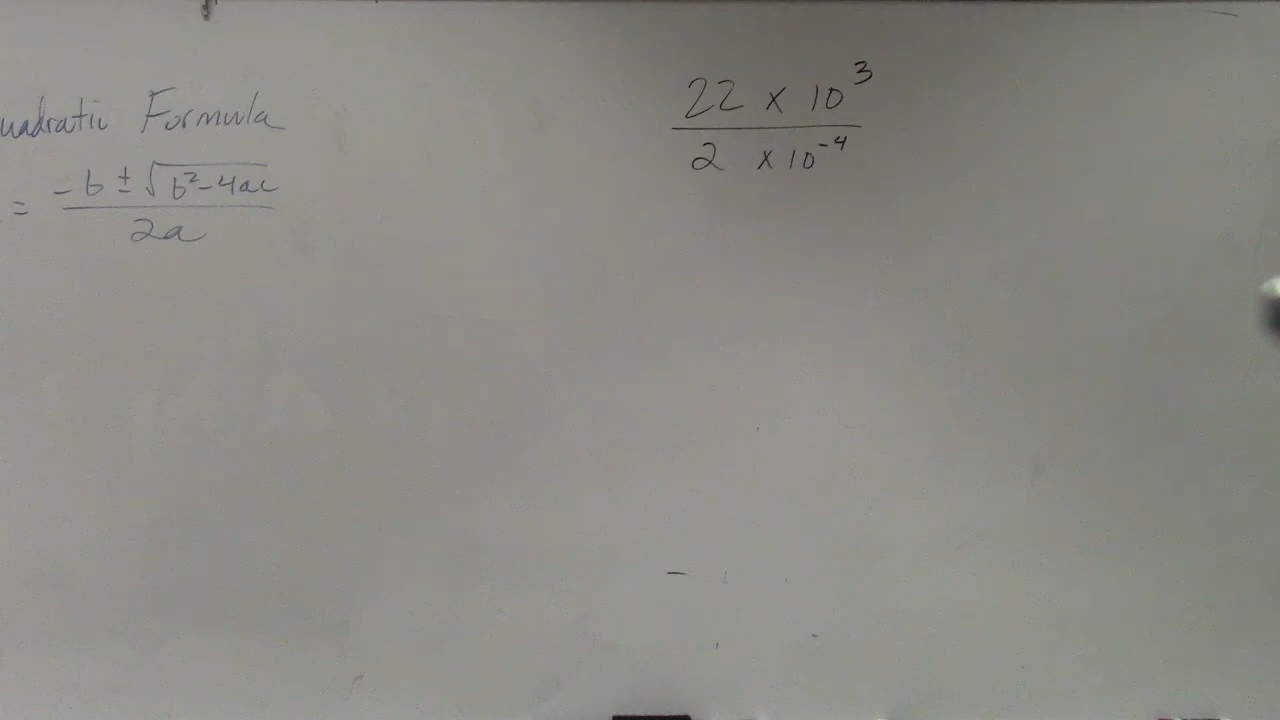 uadratic Formula
= -b ± √b²-4ac
2a
22 x 10³
2 x 10⁻⁴